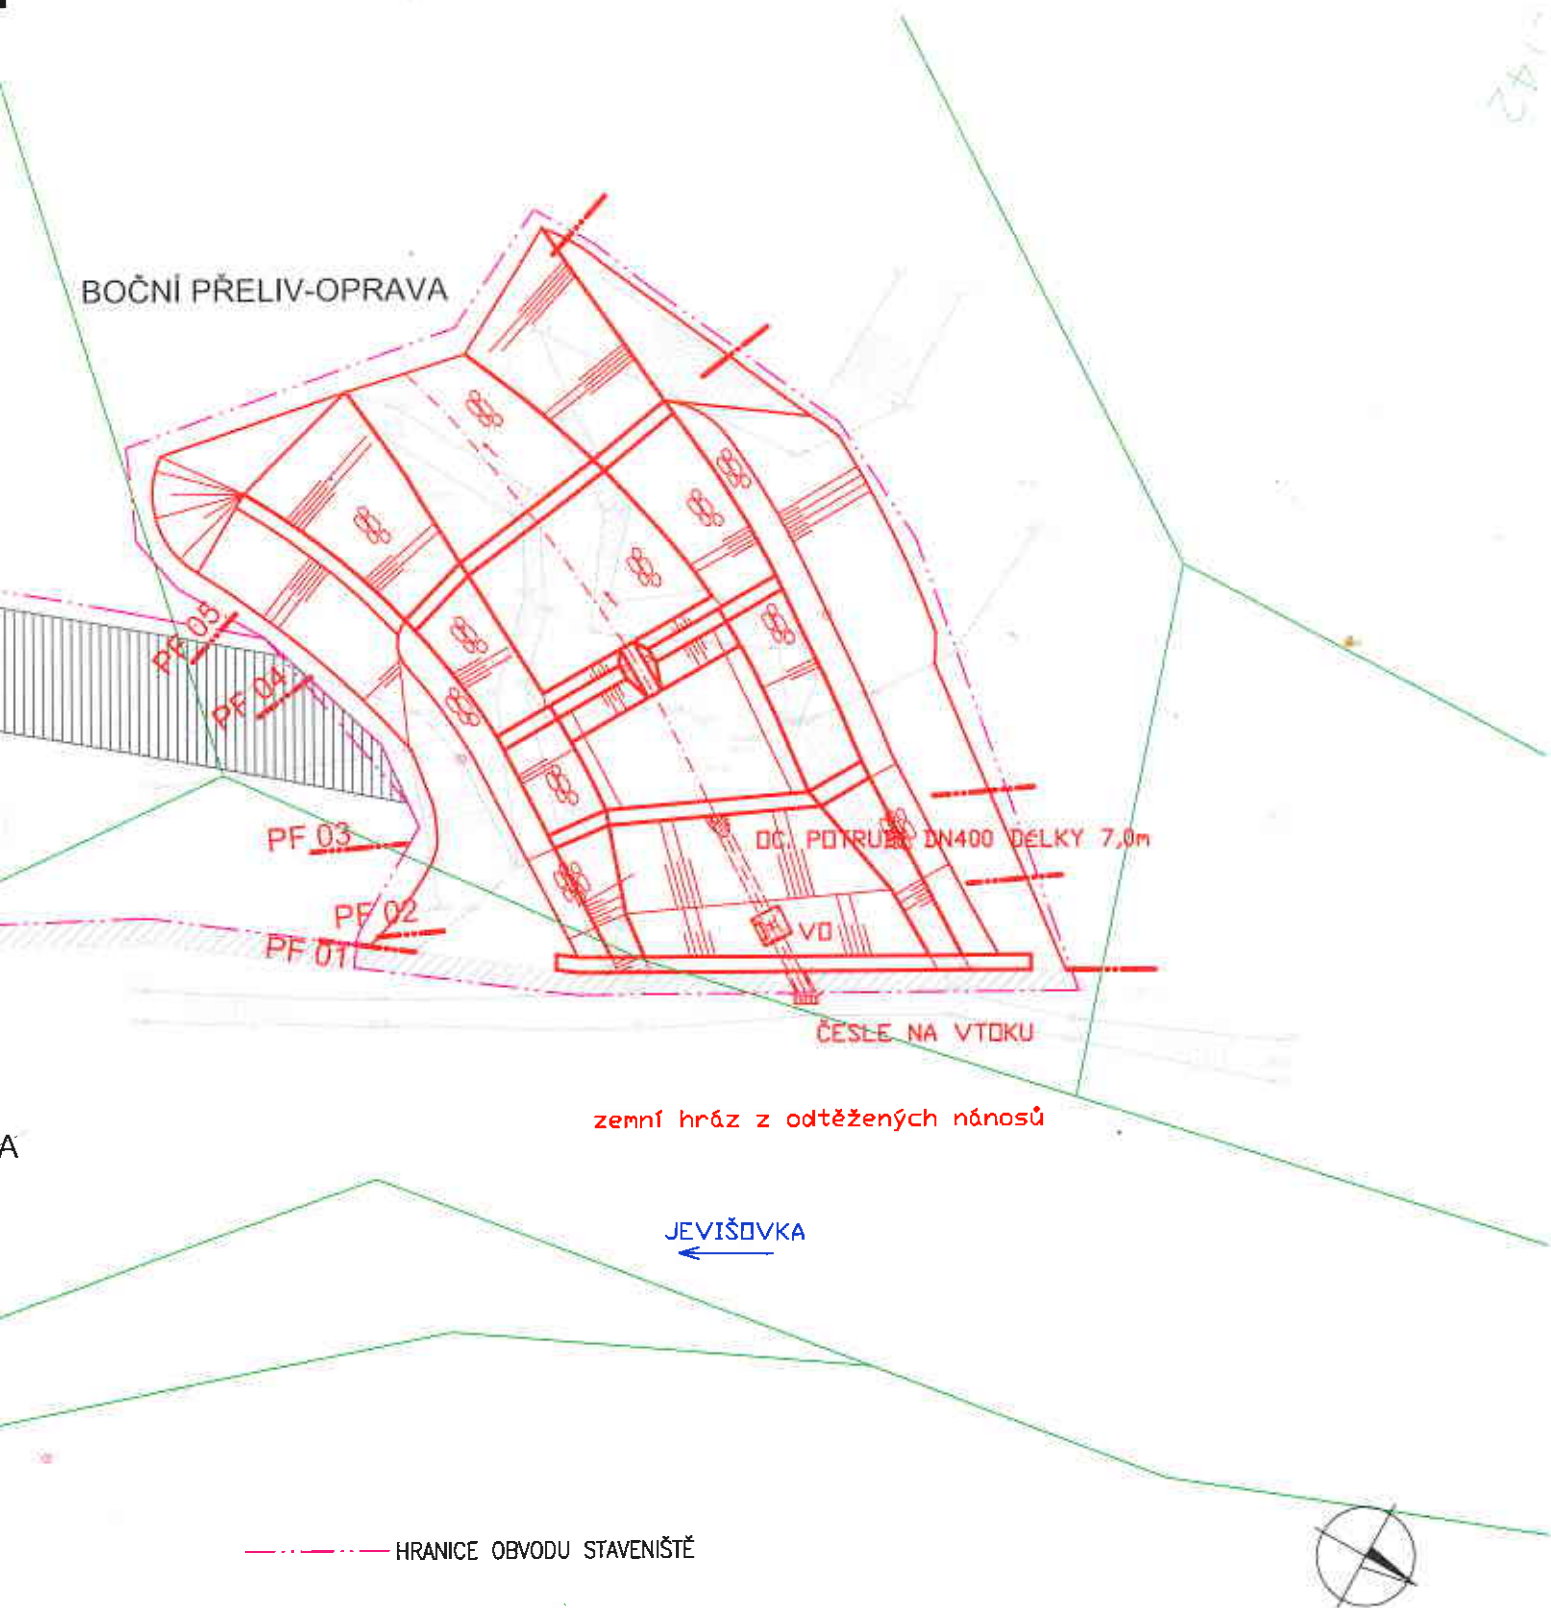 42
BOČNÍ PŘELIV-OPRAVA
PF 05
PF 04
PF 03
OC. POTRUBÍ DN400 DÉLKY 7,0m
PF 02
VO
PF 01
ČESLE NA VTOKU
zemní hráz z odtěžených nánosů
A
JEVIŠOVKA
HRANICE OBVODU STAVENIŠTĚ